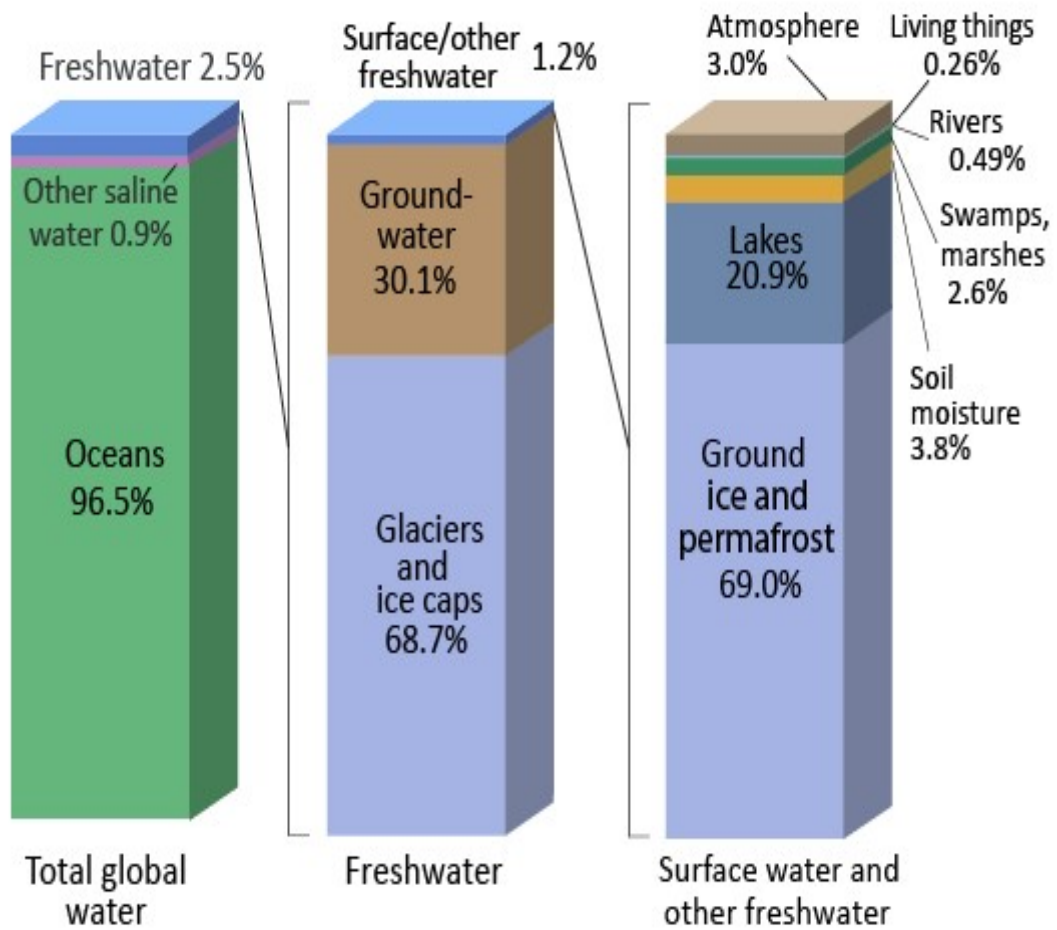 Freshwater 2.5%
Other saline
water 0.9%
Oceans
96.5%
Total global
water
Surface/other
freshwater
1.2%
Ground-
water
30.1%
Glaciers
and
ice caps
68.7%
Freshwater
Atmosphere
3.0%
Living things
0.26%
Rivers
0.49%
Swamps,
marshes
2.6%
Soil
moisture
3.8%
Lakes
20.9%
Ground
ice and
permafrost
69.0%
Surface water and
other freshwater